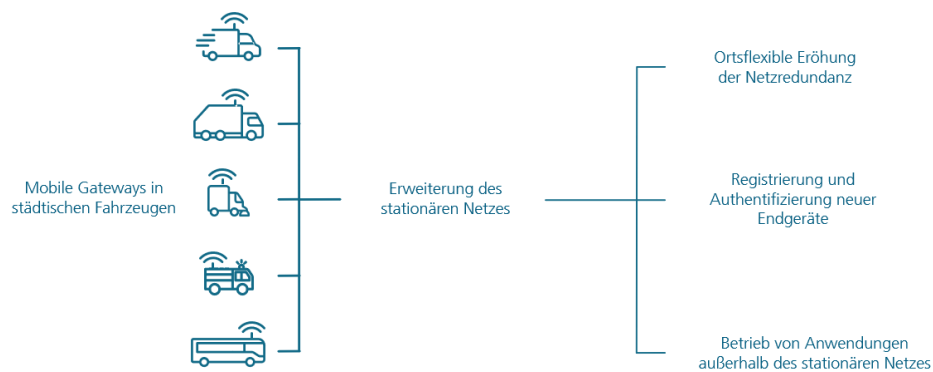 Mobile Gateways in
städtischen Fahrzeugen
Erweiterung des
stationären Netzes
Ortsflexible Eröhung
der Netzredundanz
Registrierung und
Authentifizierung neuer
Endgeräte
Betrieb von Anwendungen
außerhalb des stationären Netzes